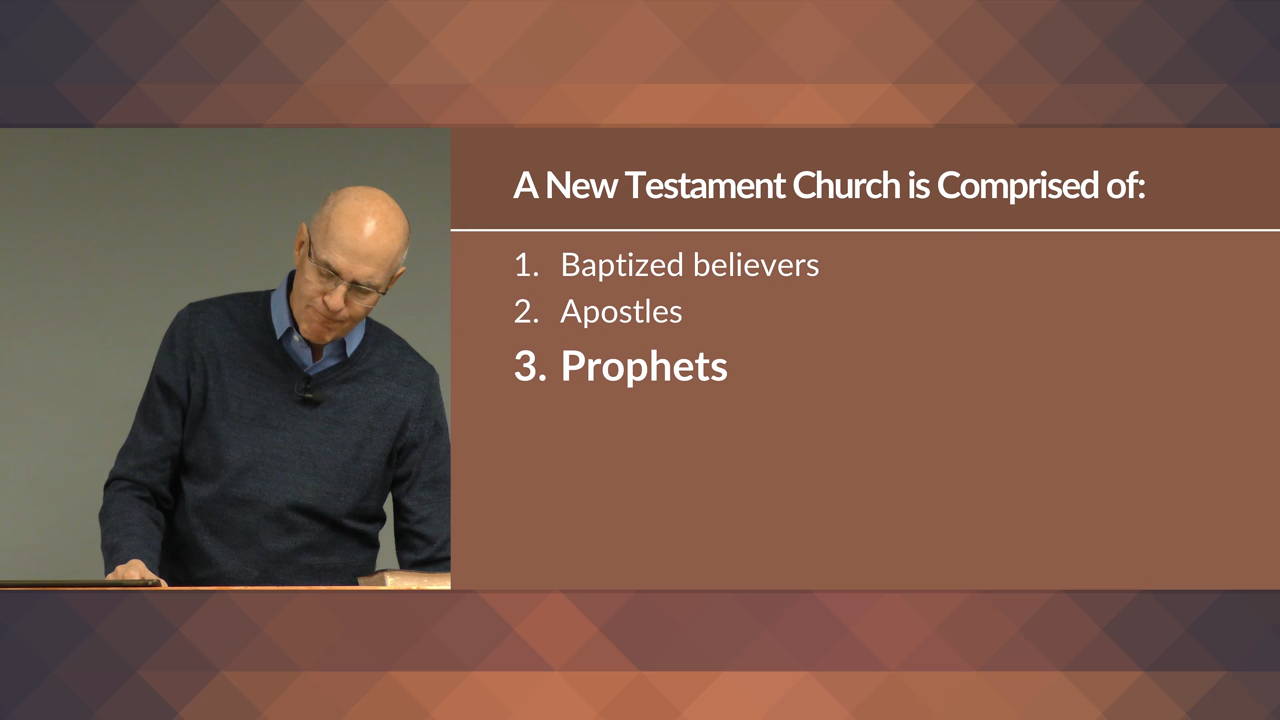 A New Testament Church is Comprised of:
1. Baptized believers
2. Apostles
3. Prophets